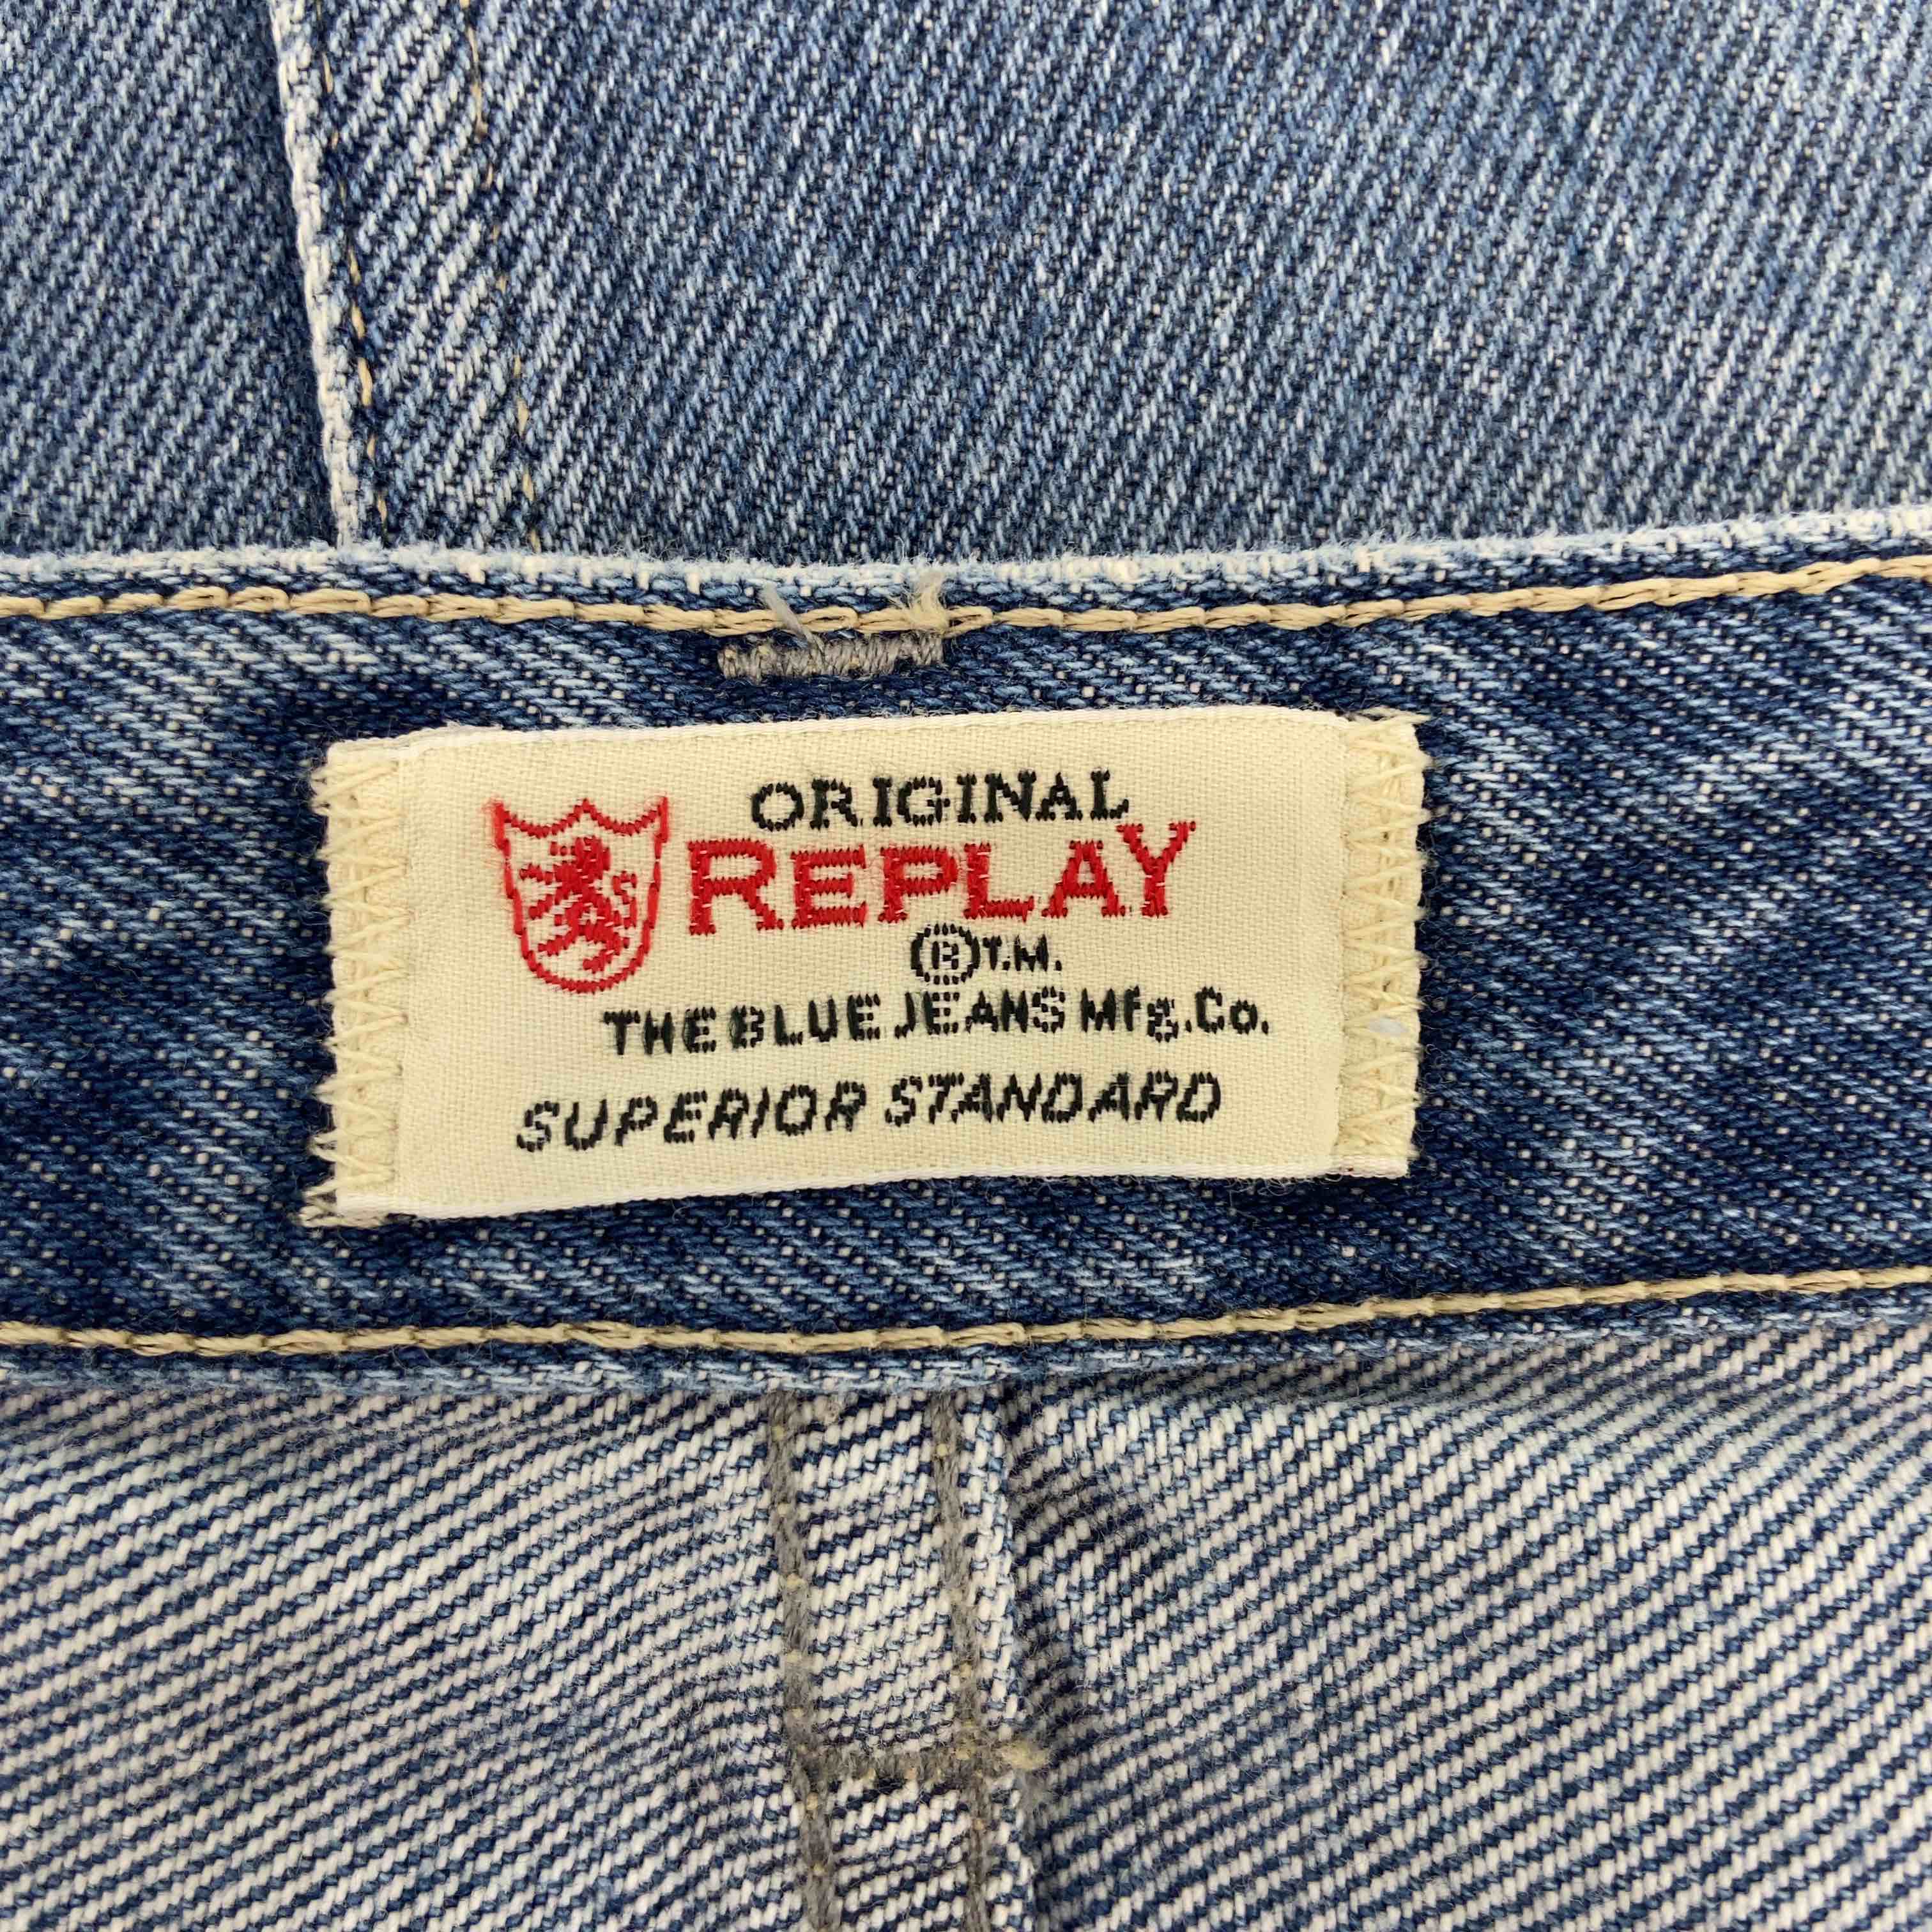 ORIGINAL
REPLAY
® T.M.
THE BLUE JEANS Mfg. Co.
SUPERIOR STANDARD